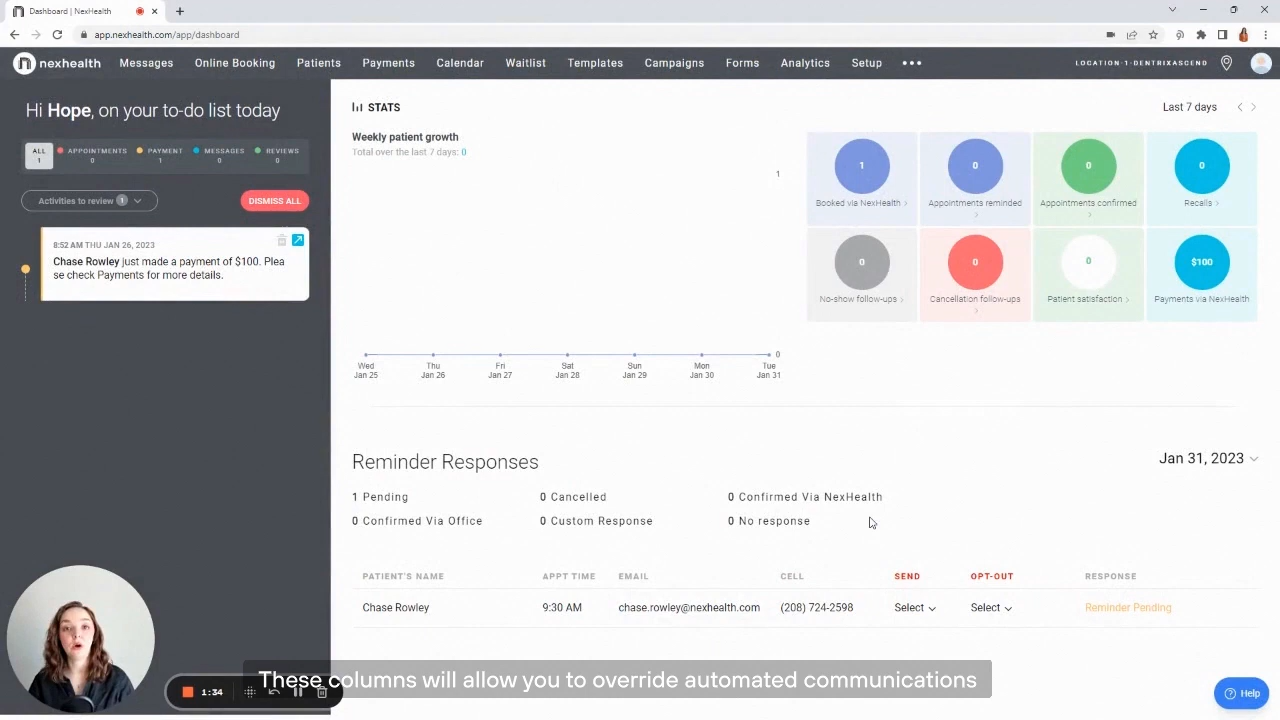 Dashboard | NexHealth
app.nexhealth.com/app/dashboard
nexhealth Messages Online Booking Patients Payments Calendar Waitlist Templates Campaigns Forms Analytics Setup LOCATION-1-DENTRIXASCEND
Hi Hope, on your to-do list today
ALL 1 APPOINTMENTS 0 PAYMENT 1 MESSAGES 0 REVIEWS 0
Activities to review 1 DISMISS ALL
8:52 AM THU JAN 26, 2023
Chase Rowley just made a payment of $100. Plea
se check Payments for more details.
STATS Last 7 days
Weekly patient growth
Total over the last 7 days: 0
1
0
Wed Thu Fri Sat Sun Mon Tue
Jan 25 Jan 26 Jan 27 Jan 28 Jan 29 Jan 30 Jan 31
1 0 0 0
Booked via NexHealth Appointments reminded Appointments confirmed Recalls
0 0 0 $100
No-show follow-ups Cancellation follow-ups Patient satisfaction Payments via NexHealth
Reminder Responses Jan 31, 2023
1 Pending 0 Cancelled 0 Confirmed Via NexHealth
0 Confirmed Via Office 0 Custom Response 0 No response
PATIENT'S NAME APPT TIME EMAIL CELL SEND OPT-OUT RESPONSE
Chase Rowley 9:30 AM chase.rowley@nexhealth.com (208) 724-2598 Select Select Reminder Pending
These columns will allow you to override automated communications
1:34
Help